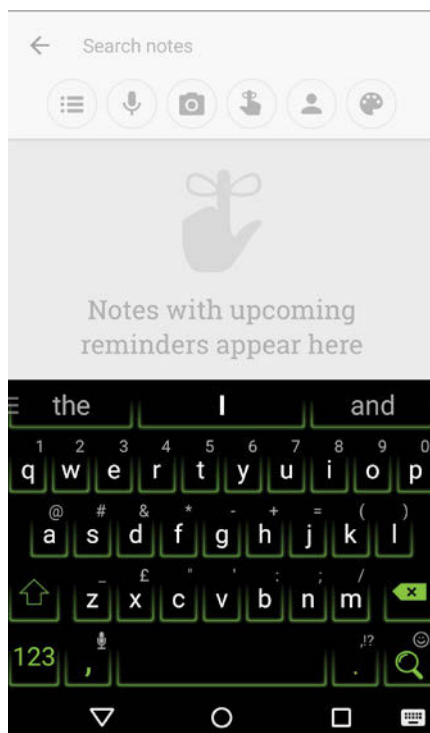 Search notes
Notes with upcoming
reminders appear here
the I and
1 2 3 4 5 6 7 8 9 0
q w e r t y u i o p
@ # & * - + = ( )
a s d f g h j k l
_ £ " ' : ; /
z x c v b n m
,!?
123 , .